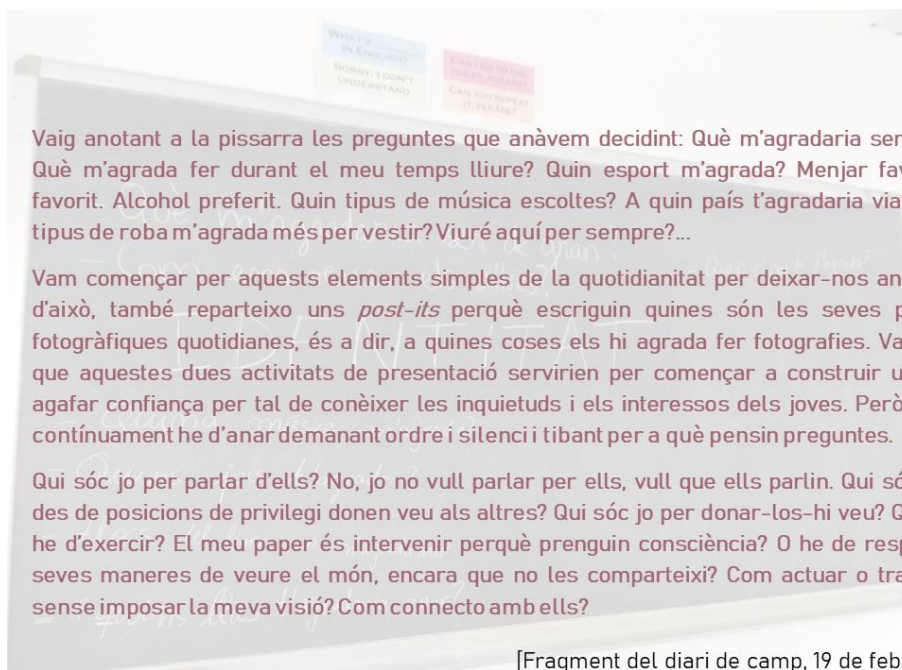 WHAT'S ........ IN ENGLISH?
SORRY, I DON'T UNDERSTAND
CAN I GO TO THE TOILET, PLEASE?
CAN YOU REPEAT IT, PLEASE?
Vaig anotant a la pissarra les preguntes que anàvem decidint: Què m'agradaria ser
Què m'agrada fer durant el meu temps lliure? Quin esport m'agrada? Menjar fav
favorit. Alcohol preferit. Quin tipus de música escoltes? A quin país t'agradaria via
tipus de roba m'agrada més per vestir? Viuré aquí per sempre?...
Vam començar per aquests elements simples de la quotidianitat per deixar-nos an
d'això, també reparteixo uns post-its perquè escriguin quines són les seves p
fotogràfiques quotidianes, és a dir, a quines coses els hi agrada fer fotografies. Va
que aquestes dues activitats de presentació servirien per començar a construir u
agafar confiança per tal de conèixer les inquietuds i els interessos dels joves. Però
contínuament he d'anar demanant ordre i silenci i tibant per a què pensin preguntes.
Qui sóc jo per parlar d'ells? No, jo no vull parlar per ells, vull que ells parlin. Qui só
des de posicions de privilegi donen veu als altres? Qui sóc jo per donar-los-hi veu? Q
he d'exercir? El meu paper és intervenir perquè prenguin consciència? O he de resp
seves maneres de veure el món, encara que no les comparteixi? Com actuar o tra
sense imposar la meva visió? Com connecto amb ells?
[Fragment del diari de camp, 19 de feb
IDENTITAT